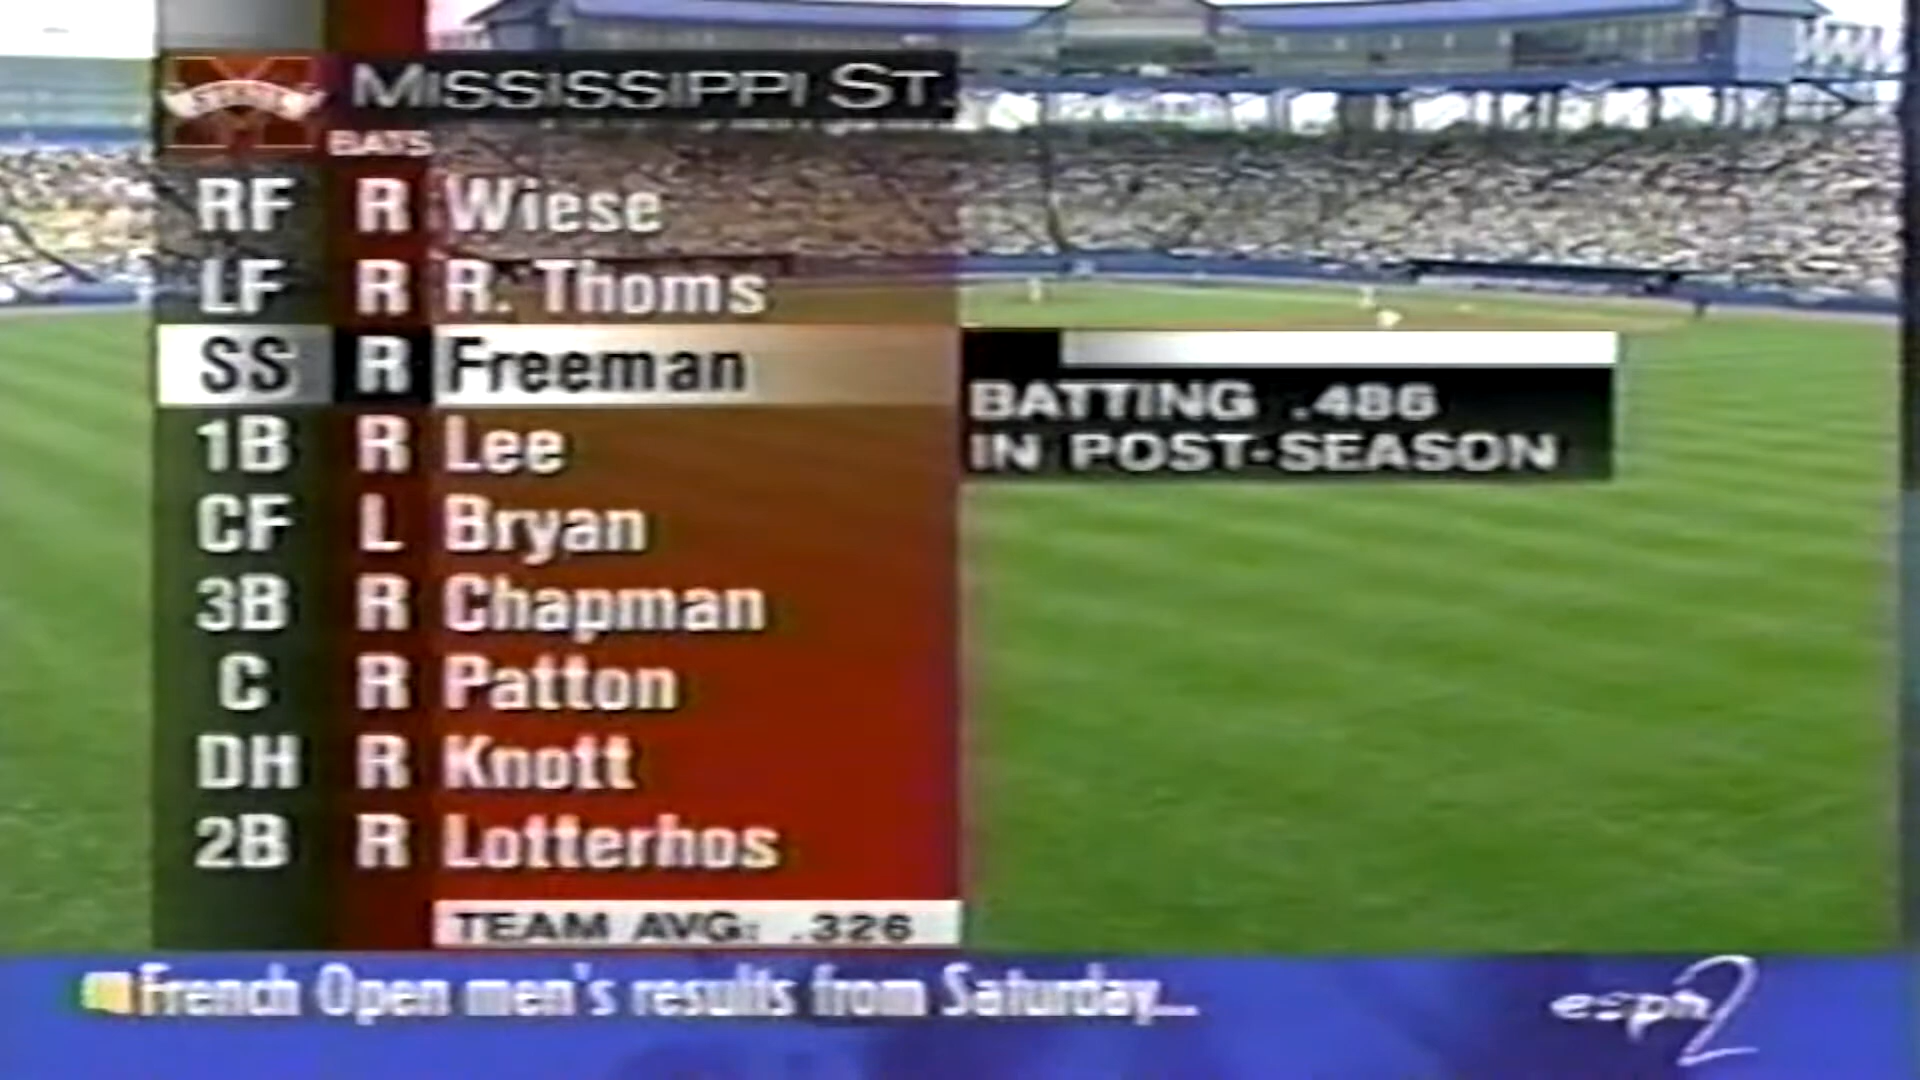 MISSISSIPPI ST.
BATS
RF R Wiese
LF R R. Thoms
SS R Freeman
BATTING .486
IN POST-SEASON
1B R Lee
CF L Bryan
3B R Chapman
C R Patton
DH R Knott
2B R Lotterhos
TEAM AVG: .326
French Open men's results from Saturday...
espn2